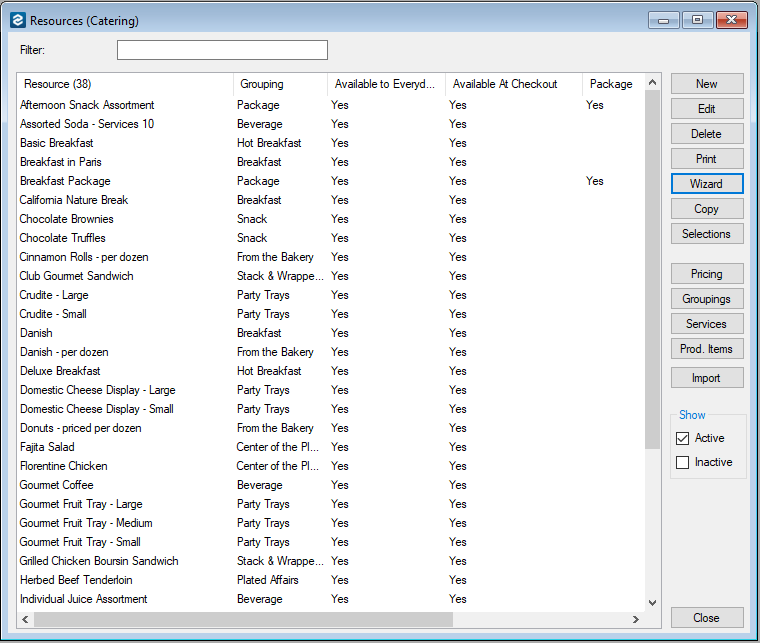 Resources (Catering)
Filter:
Resource (38) Grouping Available to Everyd... Available At Checkout Package
Afternoon Snack Assortment Package Yes Yes Yes
Assorted Soda - Services 10 Beverage Yes Yes
Basic Breakfast Hot Breakfast Yes Yes
Breakfast in Paris Breakfast Yes Yes
Breakfast Package Package Yes Yes Yes
California Nature Break Breakfast Yes Yes
Chocolate Brownies Snack Yes Yes
Chocolate Truffles Snack Yes Yes
Cinnamon Rolls - per dozen From the Bakery Yes Yes
Club Gourmet Sandwich Stack & Wrappe... Yes Yes
Crudite - Large Party Trays Yes Yes
Crudite - Small Party Trays Yes Yes
Danish Breakfast Yes Yes
Danish - per dozen From the Bakery Yes Yes
Deluxe Breakfast Hot Breakfast Yes Yes
Domestic Cheese Display - Large Party Trays Yes Yes
Domestic Cheese Display - Small Party Trays Yes Yes
Donuts - priced per dozen From the Bakery Yes Yes
Fajita Salad Center of the Pl... Yes Yes
Florentine Chicken Center of the Pl... Yes Yes
Gourmet Coffee Beverage Yes Yes
Gourmet Fruit Tray - Large Party Trays Yes Yes
Gourmet Fruit Tray - Medium Party Trays Yes Yes
Gourmet Fruit Tray - Small Party Trays Yes Yes
Grilled Chicken Boursin Sandwich Stack & Wrappe... Yes Yes
Herbed Beef Tenderloin Plated Affairs Yes Yes
Individual Juice Assortment Beverage Yes Yes
New
Edit
Delete
Print
Wizard
Copy
Selections
Pricing
Groupings
Services
Prod. Items
Import
Show
Active
Inactive
Close